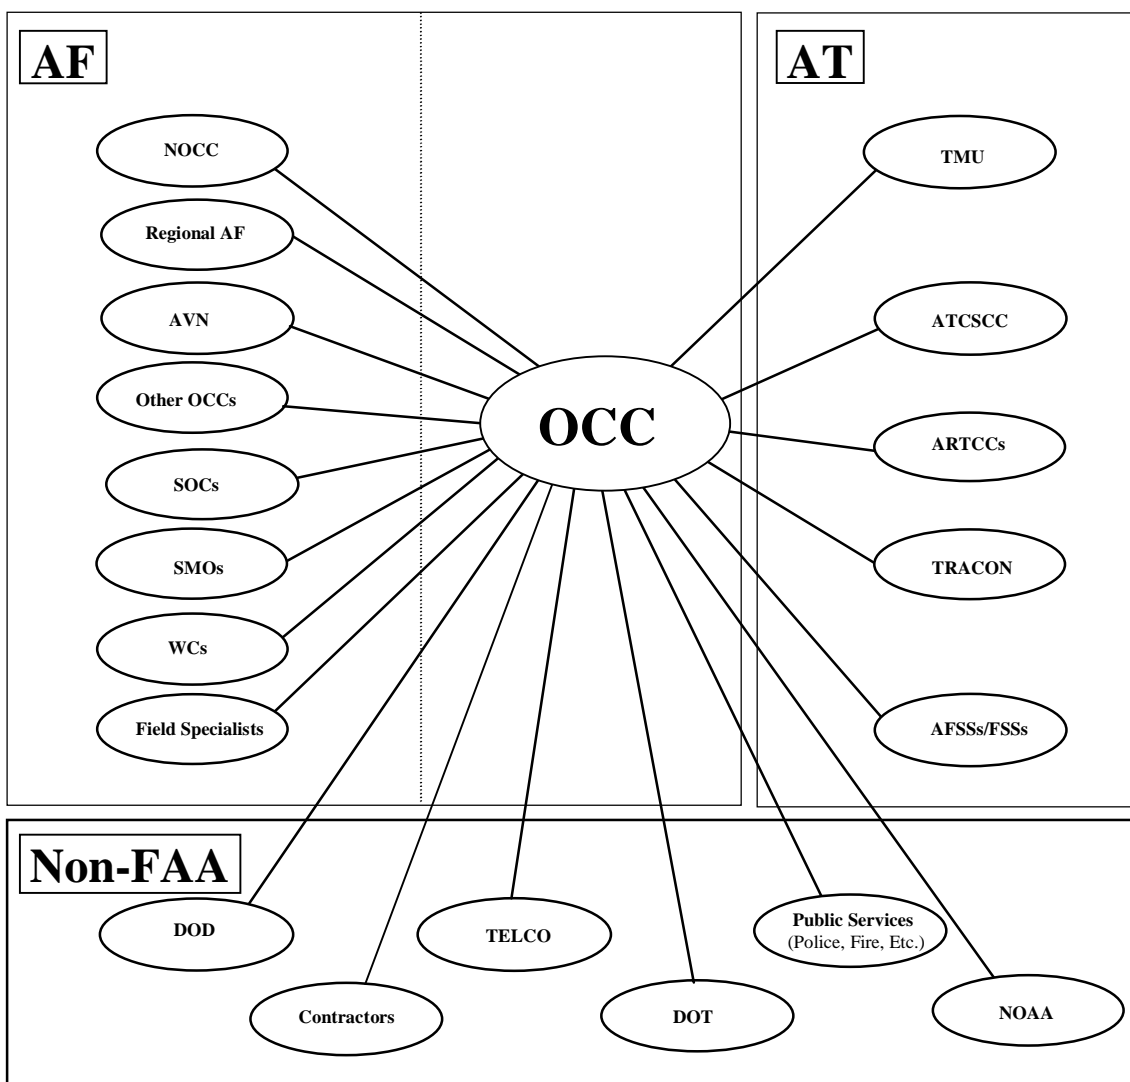 AF
AT
NOCC
TMU
Regional AF
AVN
ATCSCC
Other OCCs
OCC
ARTCCs
SOCs
SMOs
TRACON
WCs
Field Specialists
AFSSs/FSSs
Non-FAA
DOD
TELCO
Public Services
(Police, Fire, Etc.)
Contractors
DOT
NOAA